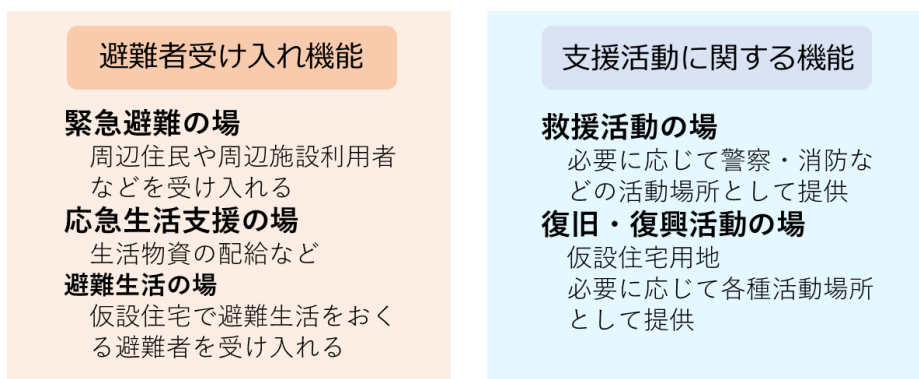 避難者受け入れ機能
緊急避難の場
周辺住民や周辺施設利用者
などを受け入れる
応急生活支援の場
生活物資の配給など
避難生活の場
仮設住宅で避難生活をおく
る避難者を受け入れる
支援活動に関する機能
救援活動の場
必要に応じて警察・消防な
どの活動場所として提供
復旧・復興活動の場
仮設住宅用地
必要に応じて各種活動場所
として提供